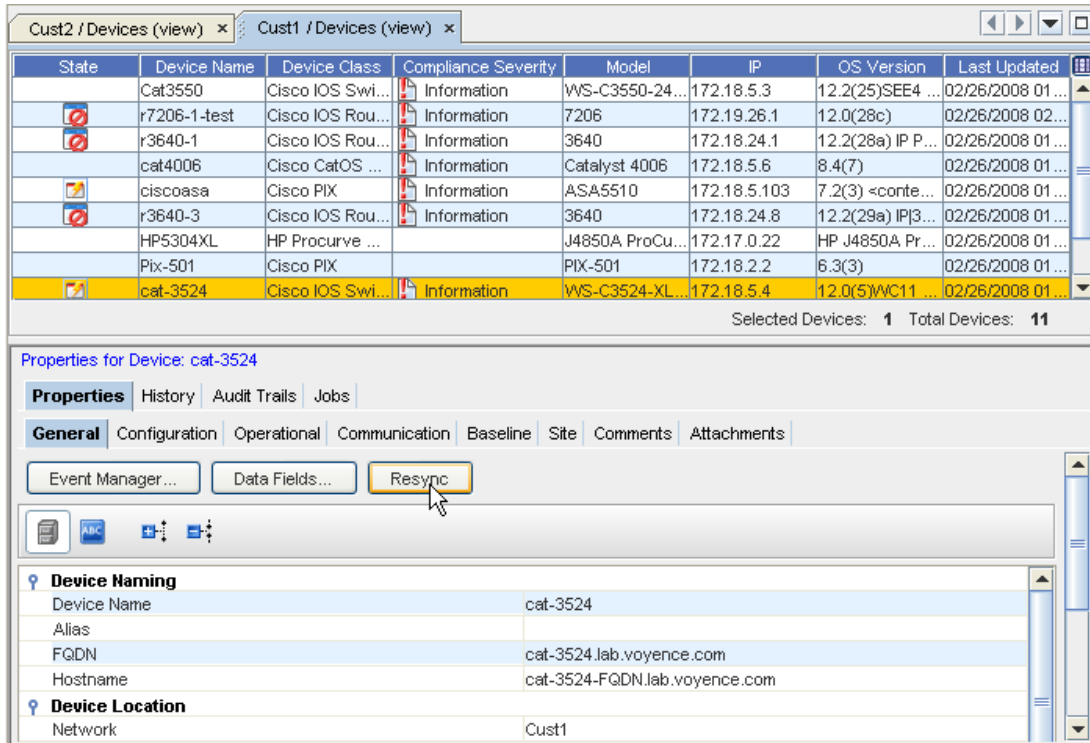 Cust2 / Devices (view) × Cust1 / Devices (view) ×
State Device Name Device Class Compliance Severity Model IP OS Version Last Updated
Cat3550 Cisco IOS Swi... Information WS-C3550-24... 172.18.5.3 12.2(25)SEE4 ... 02/26/2008 01...
r7206-1-test Cisco IOS Rou... Information 7206 172.19.26.1 12.0(28c) 02/26/2008 02...
r3640-1 Cisco IOS Rou... Information 3640 172.18.24.1 12.2(28a) IP P... 02/26/2008 01...
cat4006 Cisco CatOS ... Information Catalyst 4006 172.18.5.6 8.4(7) 02/26/2008 01...
ciscoasa Cisco PIX Information ASA5510 172.18.5.103 7.2(3) <conte... 02/26/2008 01...
r3640-3 Cisco IOS Rou... Information 3640 172.18.24.8 12.2(29a) IP|3... 02/26/2008 01...
HP5304XL HP Procurve ... J4850A ProCu... 172.17.0.22 HP J4850A Pr... 02/26/2008 01...
Pix-501 Cisco PIX PIX-501 172.18.2.2 6.3(3) 02/26/2008 01...
cat-3524 Cisco IOS Swi... Information WS-C3524-XL... 172.18.5.4 12.0(5)WC11 ... 02/26/2008 01...
Selected Devices: 1 Total Devices: 11
Properties for Device: cat-3524
Properties History Audit Trails Jobs
General Configuration Operational Communication Baseline Site Comments Attachments
Event Manager... Data Fields... Resync
ABC
Device Naming
Device Name cat-3524
Alias
FQDN cat-3524.lab.voyence.com
Hostname cat-3524-FQDN.lab.voyence.com
Device Location
Network Cust1